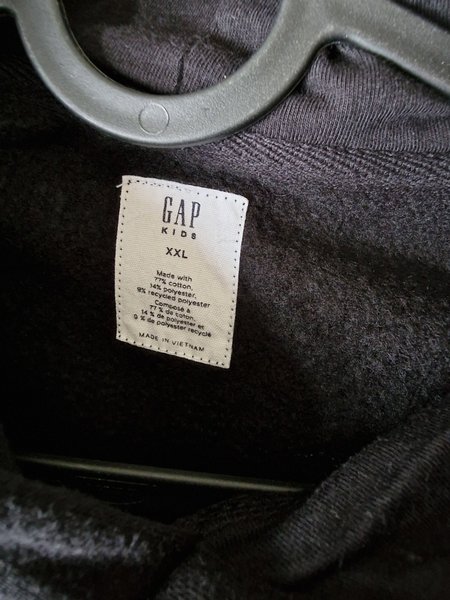 GAP
KIDS
XXL
Made with
77% cotton,
14% polyester,
9% recycled polyester
Composé à
77 % de coton,
14 % de polyester et
9 % de polyester recyclé
MADE IN VIETNAM